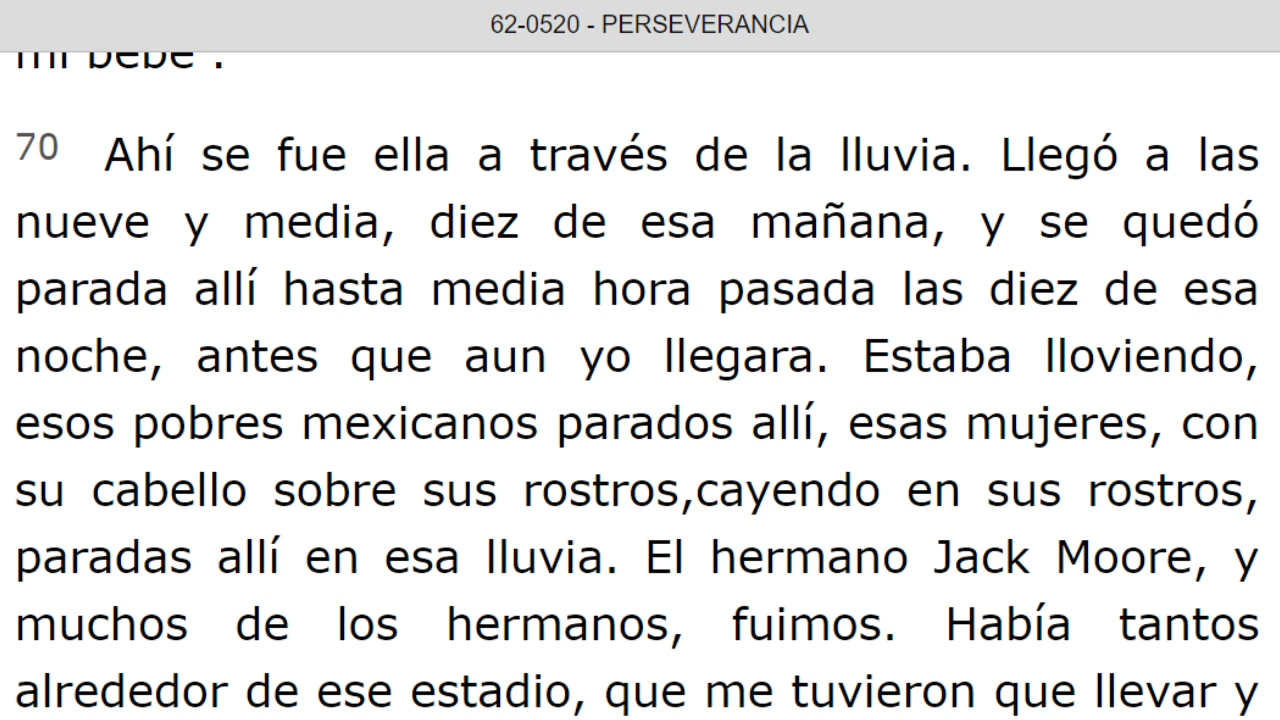 62-0520 - PERSEVERANCIA
mi bebé".
70 Ahí se fue ella a través de la lluvia. Llegó a las
nueve y media, diez de esa mañana, y se quedó
parada allí hasta media hora pasada las diez de esa
noche, antes que aun yo llegara. Estaba lloviendo,
esos pobres mexicanos parados allí, esas mujeres, con
su cabello sobre sus rostros,cayendo en sus rostros,
paradas allí en esa lluvia. El hermano Jack Moore, y
muchos de los hermanos, fuimos. Había tantos
alrededor de ese estadio, que me tuvieron que llevar y